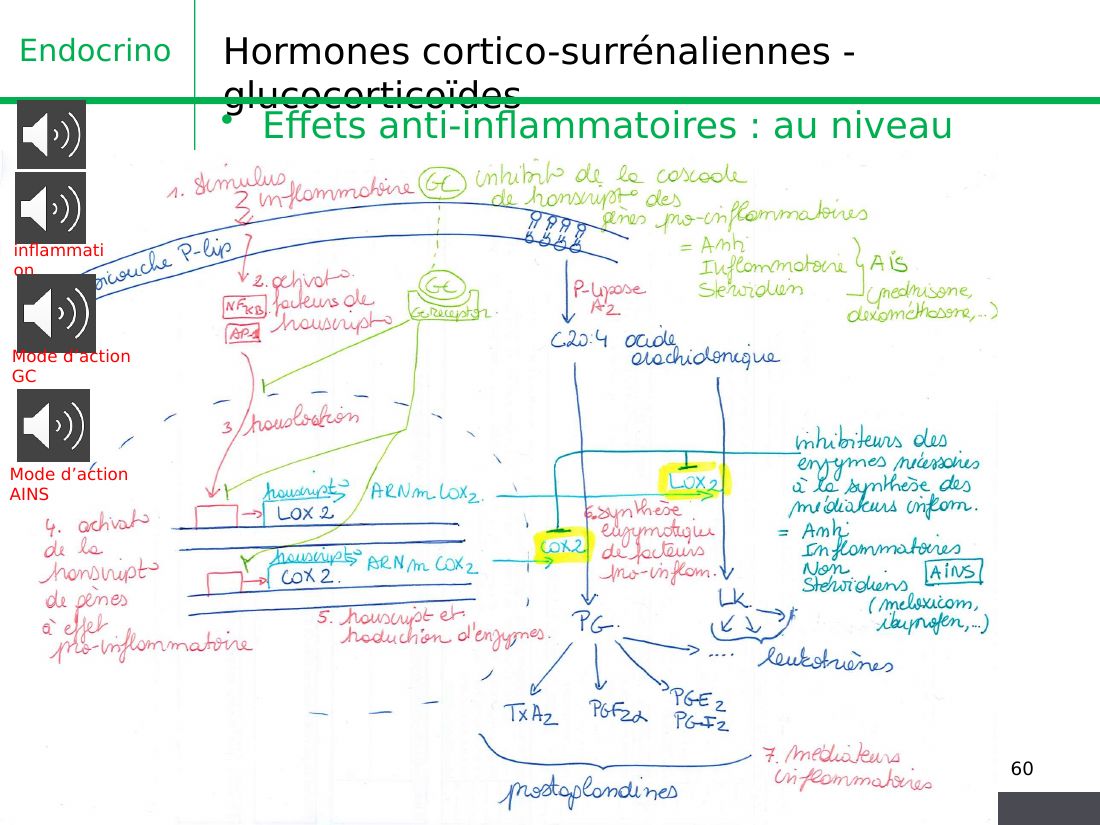 Endocrino
Hormones cortico-surrénaliennes -
glucocorticoïdes
• Effets anti-inflammatoires : au niveau
inflammati
on
Mode d'action
GC
Mode d'action
AINS
1. Stimulus
inflammatoire
GC
inhibit° de la cascade
de transcript° des
gènes pro-inflammatoires
= Anti
Inflammatoire
Stéroïdien
AIS
(prednisone,
dexaméthasone,...)
bicouche P-lip
2. activat°
facteurs de
transcript°
NFKB
AP1
GC
GC receptor
P-lipase
A2
C20:4 acide
arachidonique
3 translocation
inhibiteurs des
enzymes nécessaires
à la synthèse des
médiateurs inflam.
= Anti
Inflammatoires
Non
Stéroïdiens
AINS
(meloxicam,
ibuprofen,...)
transcript°
ARNm LOX2.
LOX2
LOX 2
4. activat°
de la
transcript°
de gènes
à effet
pro-inflammatoire
transcript°
ARNm COX2
COX2
COX 2.
6. synthèse
enzymatique
de facteurs
pro-inflam.
5. transcript et
traduction d'enzymes.
PG.
LK.
....
leukotriènes
TxA2
PGF2α
PGE2
PGI2
prostaglandines
7. médiateurs
inflammatoires
60